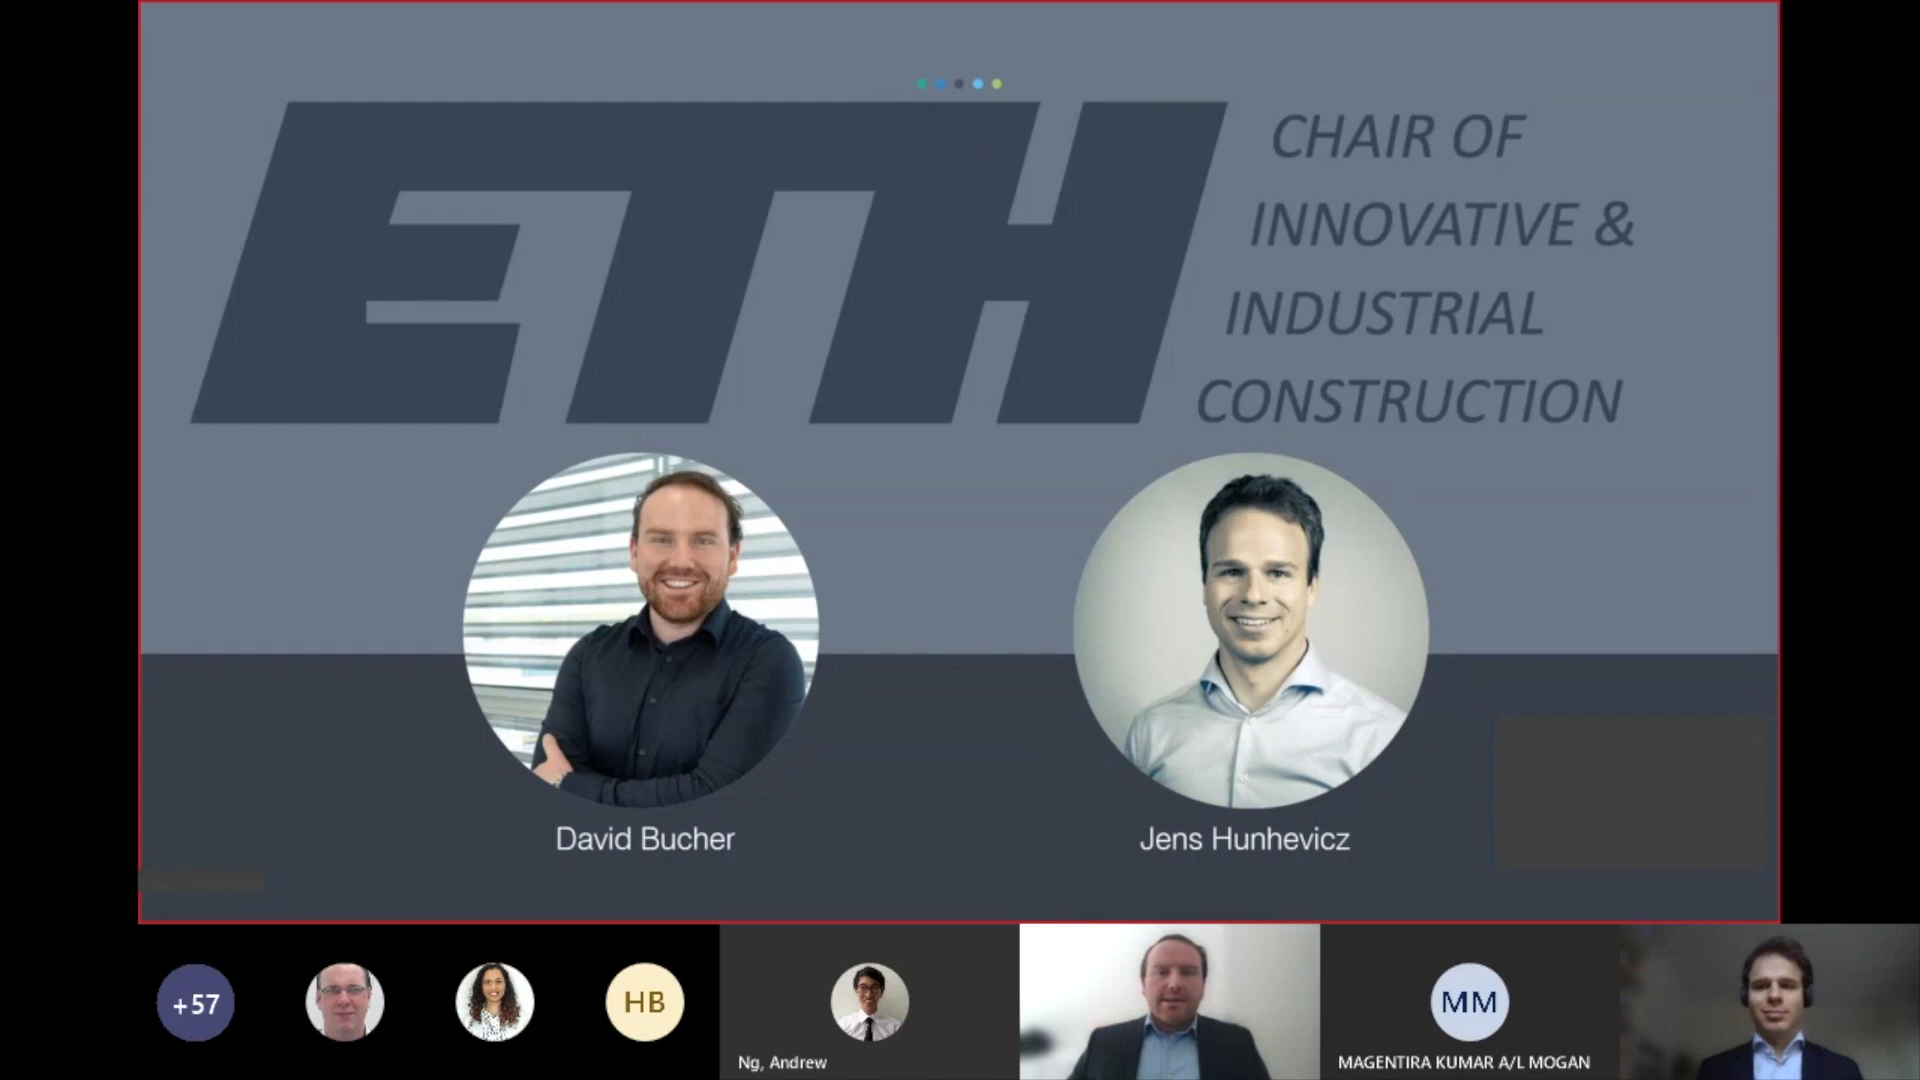 ETH
CHAIR OF
INNOVATIVE &
INDUSTRIAL
CONSTRUCTION
David Bucher
Jens Hunhevicz
+57
HB
Ng, Andrew
MM
MAGENTIRA KUMAR A/L MOGAN